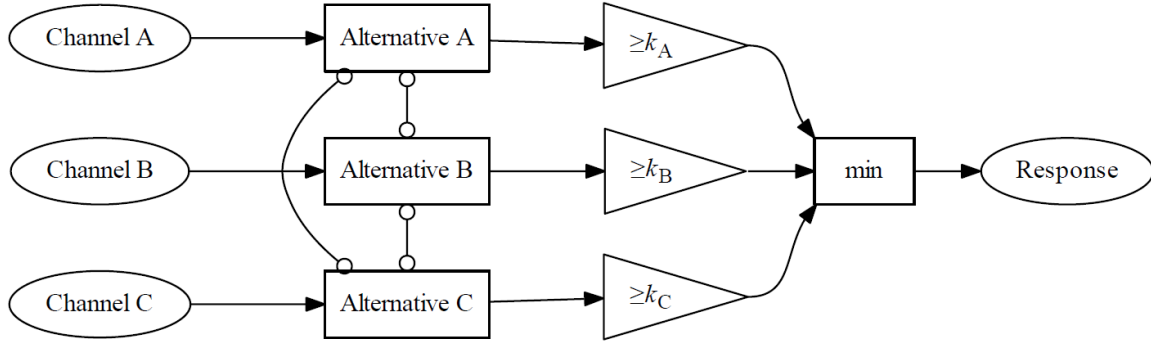 Channel A
Alternative A
≥kA
Channel B
Alternative B
≥kB
min
Response
Channel C
Alternative C
≥kC